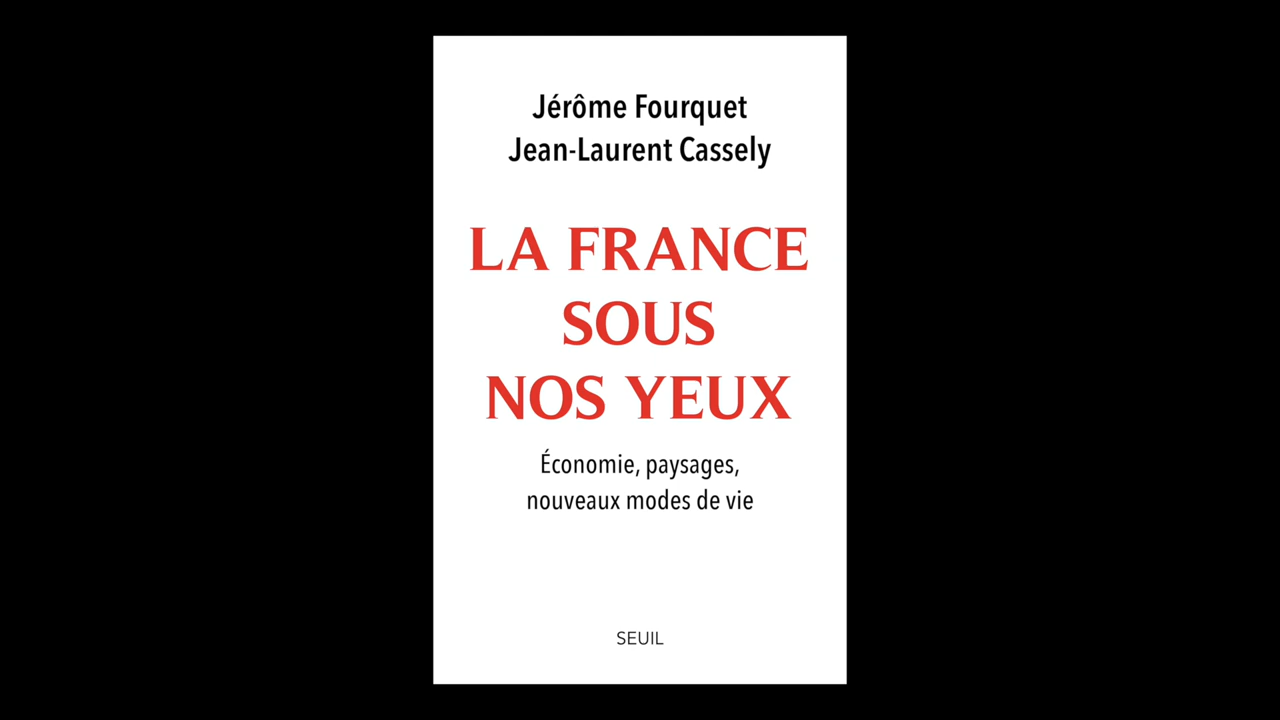 Jérôme Fourquet
Jean-Laurent Cassely
LA FRANCE
SOUS
NOS YEUX
Économie, paysages,
nouveaux modes de vie
SEUIL